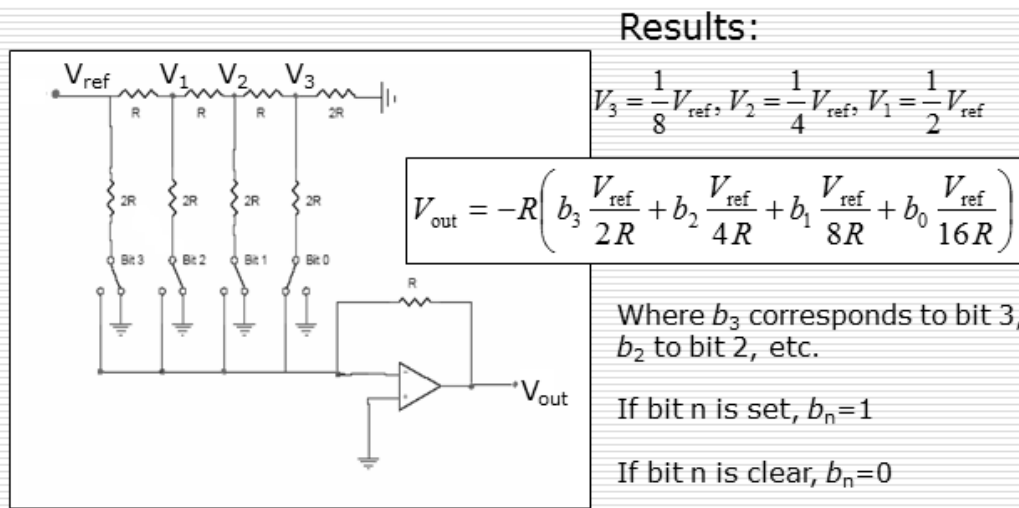 Results:
V_ref V_1 V_2 V_3
R R R 2R
V_3 = 1/8 V_ref, V_2 = 1/4 V_ref, V_1 = 1/2 V_ref
2R 2R 2R 2R
V_out = -R( b_3 V_ref/2R + b_2 V_ref/4R + b_1 V_ref/8R + b_0 V_ref/16R )
Bit 3 Bit 2 Bit 1 Bit 0
R
V_out
Where b_3 corresponds to bit 3,
b_2 to bit 2, etc.
If bit n is set, b_n=1
If bit n is clear, b_n=0